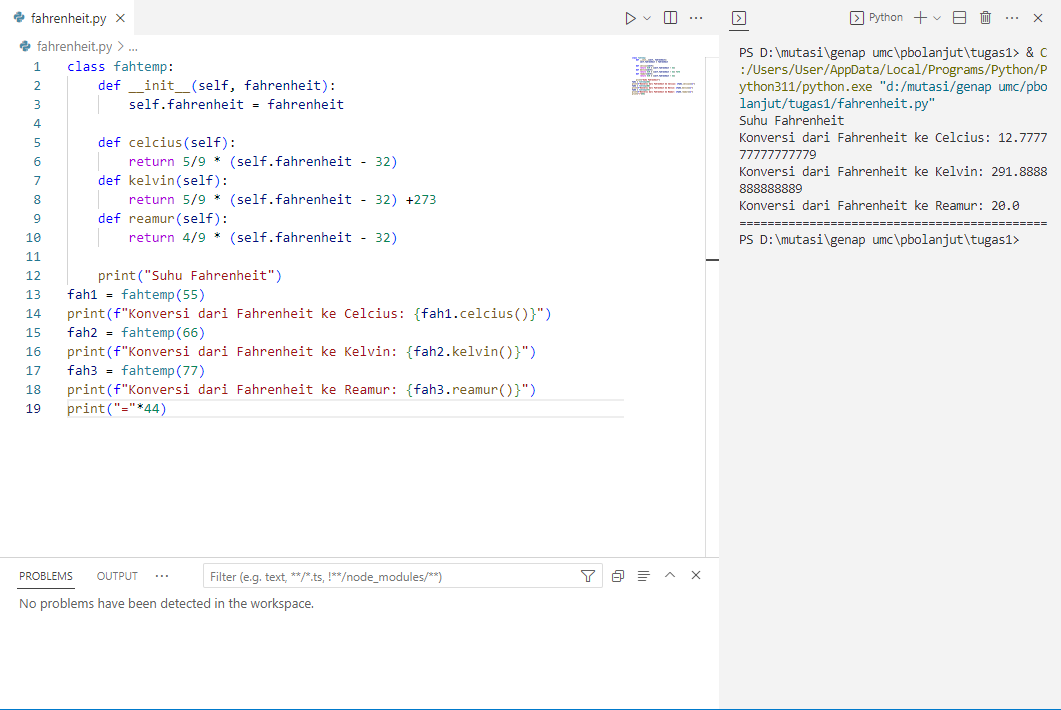 fahrenheit.py
fahrenheit.py > ...
1 class fahtemp:
2     def __init__(self, fahrenheit):
3         self.fahrenheit = fahrenheit
4
5     def celcius(self):
6         return 5/9 * (self.fahrenheit - 32)
7     def kelvin(self):
8         return 5/9 * (self.fahrenheit - 32) +273
9     def reamur(self):
10         return 4/9 * (self.fahrenheit - 32)
11
12     print("Suhu Fahrenheit")
13 fah1 = fahtemp(55)
14 print(f"Konversi dari Fahrenheit ke Celcius: {fah1.celcius()}")
15 fah2 = fahtemp(66)
16 print(f"Konversi dari Fahrenheit ke Kelvin: {fah2.kelvin()}")
17 fah3 = fahtemp(77)
18 print(f"Konversi dari Fahrenheit ke Reamur: {fah3.reamur()}")
19 print("="*44)
PROBLEMS OUTPUT ...
Filter (e.g. text, **/*.ts, !**/node_modules/**)
No problems have been detected in the workspace.
Python
PS D:\mutasi\genap umc\pbolanjut\tugas1> & C
:/Users/User/AppData/Local/Programs/Python/P
ython311/python.exe "d:/mutasi/genap umc/pbo
lanjut/tugas1/fahrenheit.py"
Suhu Fahrenheit
Konversi dari Fahrenheit ke Celcius: 12.7777
77777777779
Konversi dari Fahrenheit ke Kelvin: 291.8888
888888889
Konversi dari Fahrenheit ke Reamur: 20.0
============================================
PS D:\mutasi\genap umc\pbolanjut\tugas1>